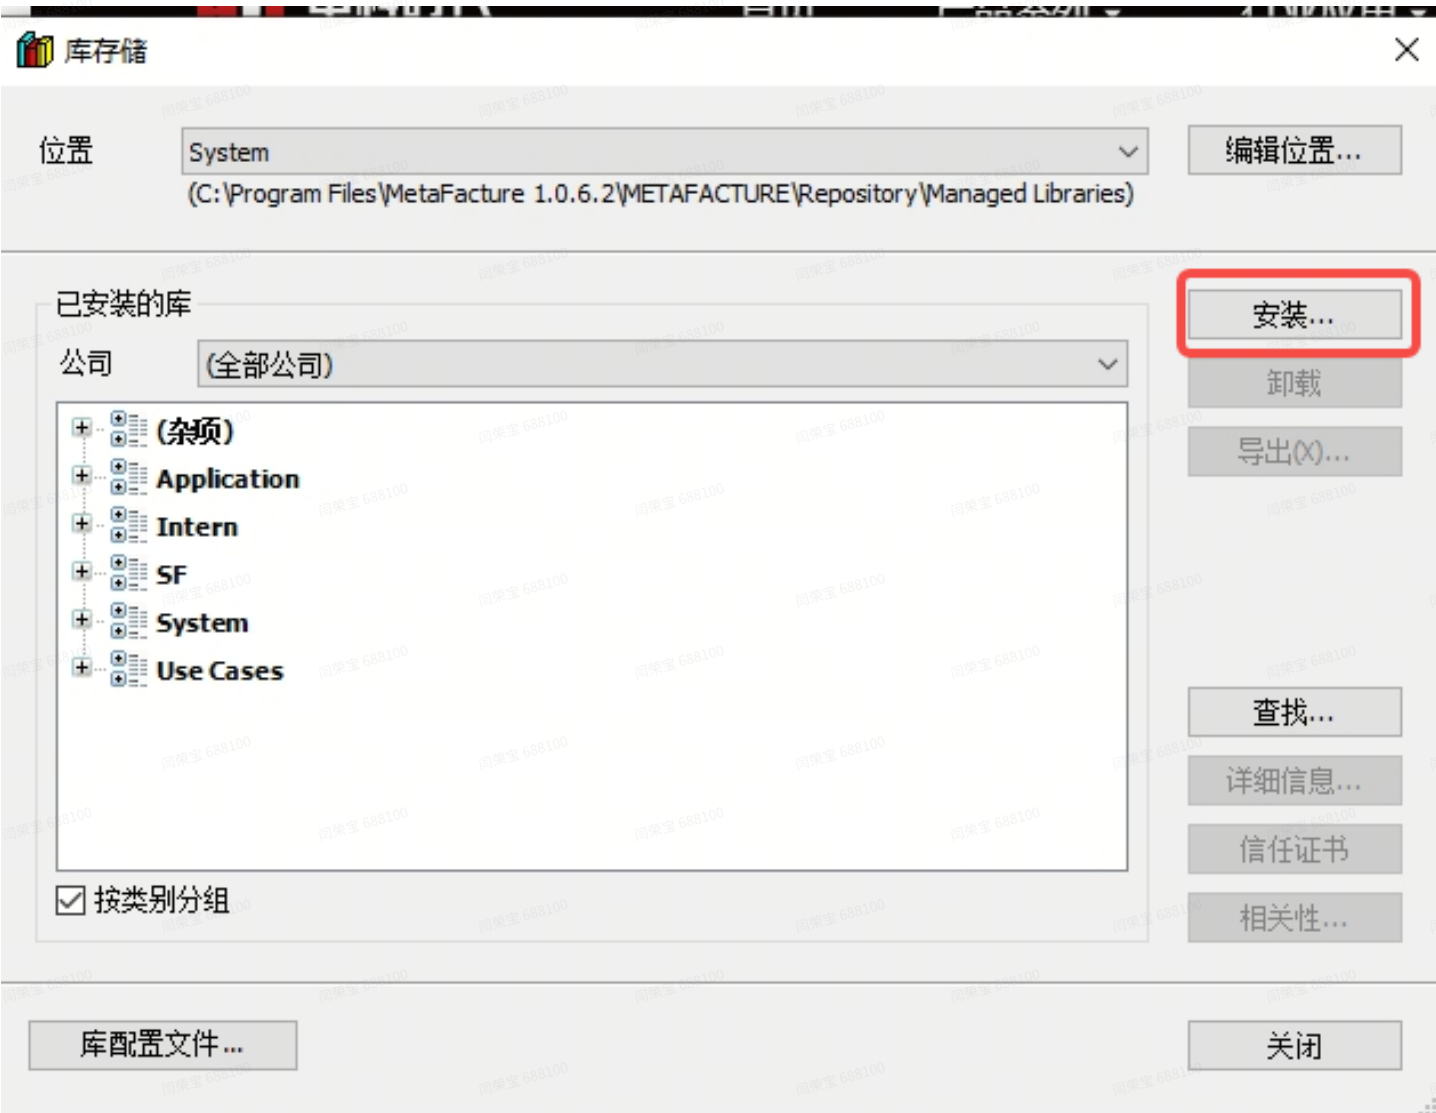 库存储
位置
System
编辑位置...
(C:\Program Files\MetaFacture 1.0.6.2\METAFACTURE\Repository\Managed Libraries)
已安装的库
安装...
公司
(全部公司)
卸载
(杂项)
导出(X)...
Application
Intern
SF
System
Use Cases
查找...
详细信息...
信任证书
按类别分组
相关性...
库配置文件...
关闭